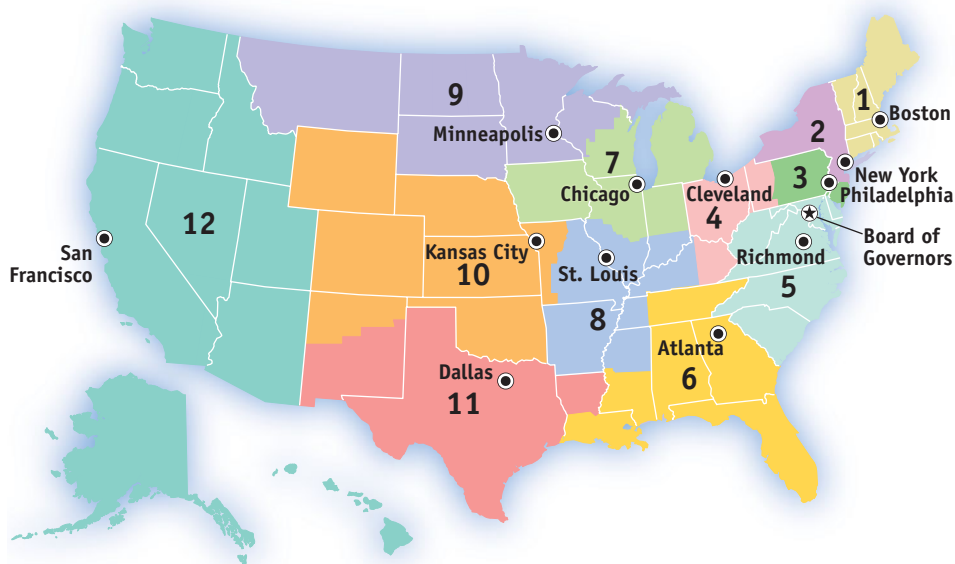 9
Minneapolis
1
Boston
2
7
Chicago
Cleveland
4
3
New York
Philadelphia
12
San
Francisco
Kansas City
10
St. Louis
Richmond
5
Board of
Governors
8
Atlanta
6
Dallas
11